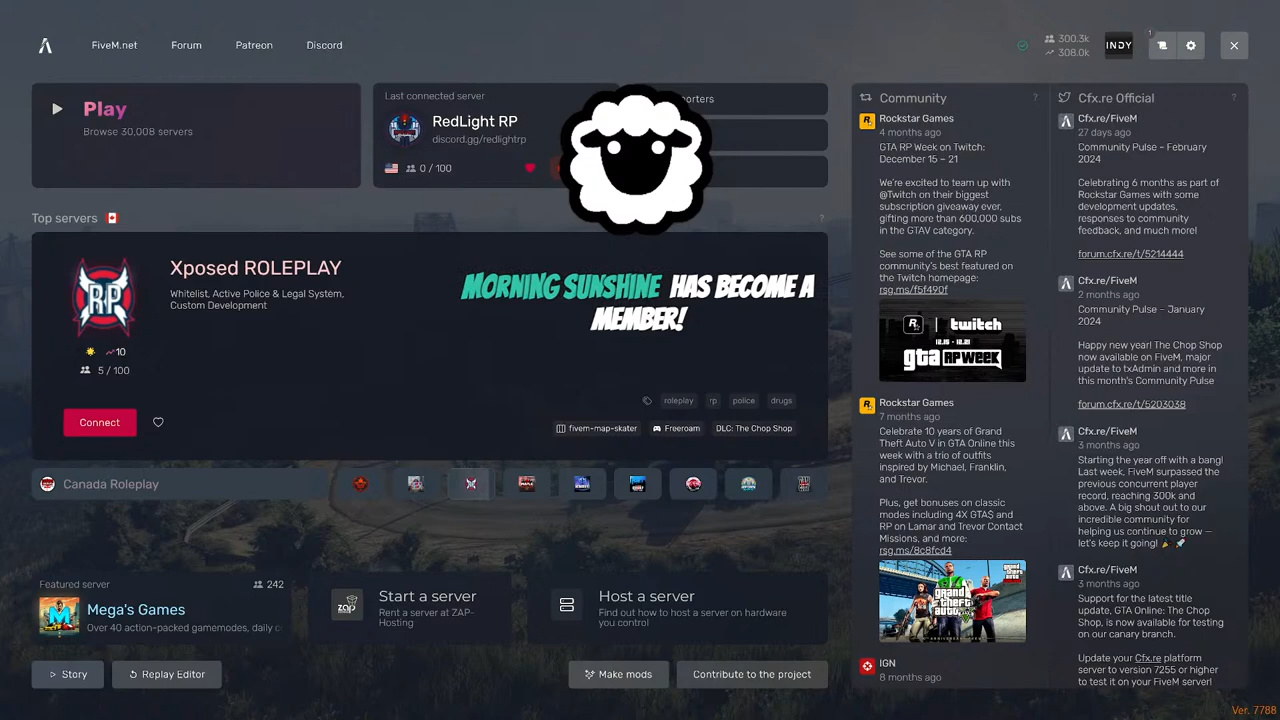 FiveM.net
Forum
Patreon
Discord
300.3k
308.0k
INDY
1
Play
Browse 30,008 servers
Last connected server
RedLight RP
discord.gg/redlightrp
0 / 100
orters
Top servers
?
RP
Xposed ROLEPLAY
Whitelist, Active Police & Legal System,
Custom Development
10
5 / 100
MORNING SUNSHINE HAS BECOME A
MEMBER!
roleplay
rp
police
drugs
Connect
fivem-map-skater
Freeroam
DLC: The Chop Shop
Canada Roleplay
Featured server
242
Mega's Games
Over 40 action-packed gamemodes, daily c
ZAP
Start a server
Rent a server at ZAP-
Hosting
Host a server
Find out how to host a server on hardware
you control
Story
Replay Editor
Make mods
Contribute to the project
Community
?
Rockstar Games
4 months ago
GTA RP Week on Twitch:
December 15 – 21
We're excited to team up with
@Twitch on their biggest
subscription giveaway ever,
gifting more than 600,000 subs
in the GTAV category.
See some of the GTA RP
community's best featured on
the Twitch homepage:
rsg.ms/f5f490f
R twitch
12.15 - 12.21
gta RP WEEK
Rockstar Games
7 months ago
Celebrate 10 years of Grand
Theft Auto V in GTA Online this
week with a trio of outfits
inspired by Michael, Franklin,
and Trevor.
Plus, get bonuses on classic
modes including 4X GTA$ and
RP on Lamar and Trevor Contact
Missions, and more:
rsg.ms/8c8fcd4
grand
theft
auto
IGN
8 months ago
Cfx.re Official
?
Cfx.re/FiveM
27 days ago
Community Pulse – February
2024
Celebrating 6 months as part of
Rockstar Games with some
development updates,
responses to community
feedback, and much more!
forum.cfx.re/t/5214444
Cfx.re/FiveM
2 months ago
Community Pulse – January
2024
Happy new year! The Chop Shop
now available on FiveM, major
update to txAdmin and more in
this month's Community Pulse
forum.cfx.re/t/5203038
Cfx.re/FiveM
3 months ago
Starting the year off with a bang!
Last week, FiveM surpassed the
previous concurrent player
record, reaching 300k and
above. A big shout out to our
incredible community for
helping us continue to grow —
let's keep it going!
Cfx.re/FiveM
3 months ago
Support for the latest title
update, GTA Online: The Chop
Shop, is now available for testing
on our canary branch.
Update your Cfx.re platform
server to version 7255 or higher
to test it on your FiveM server!
Ver. 7788